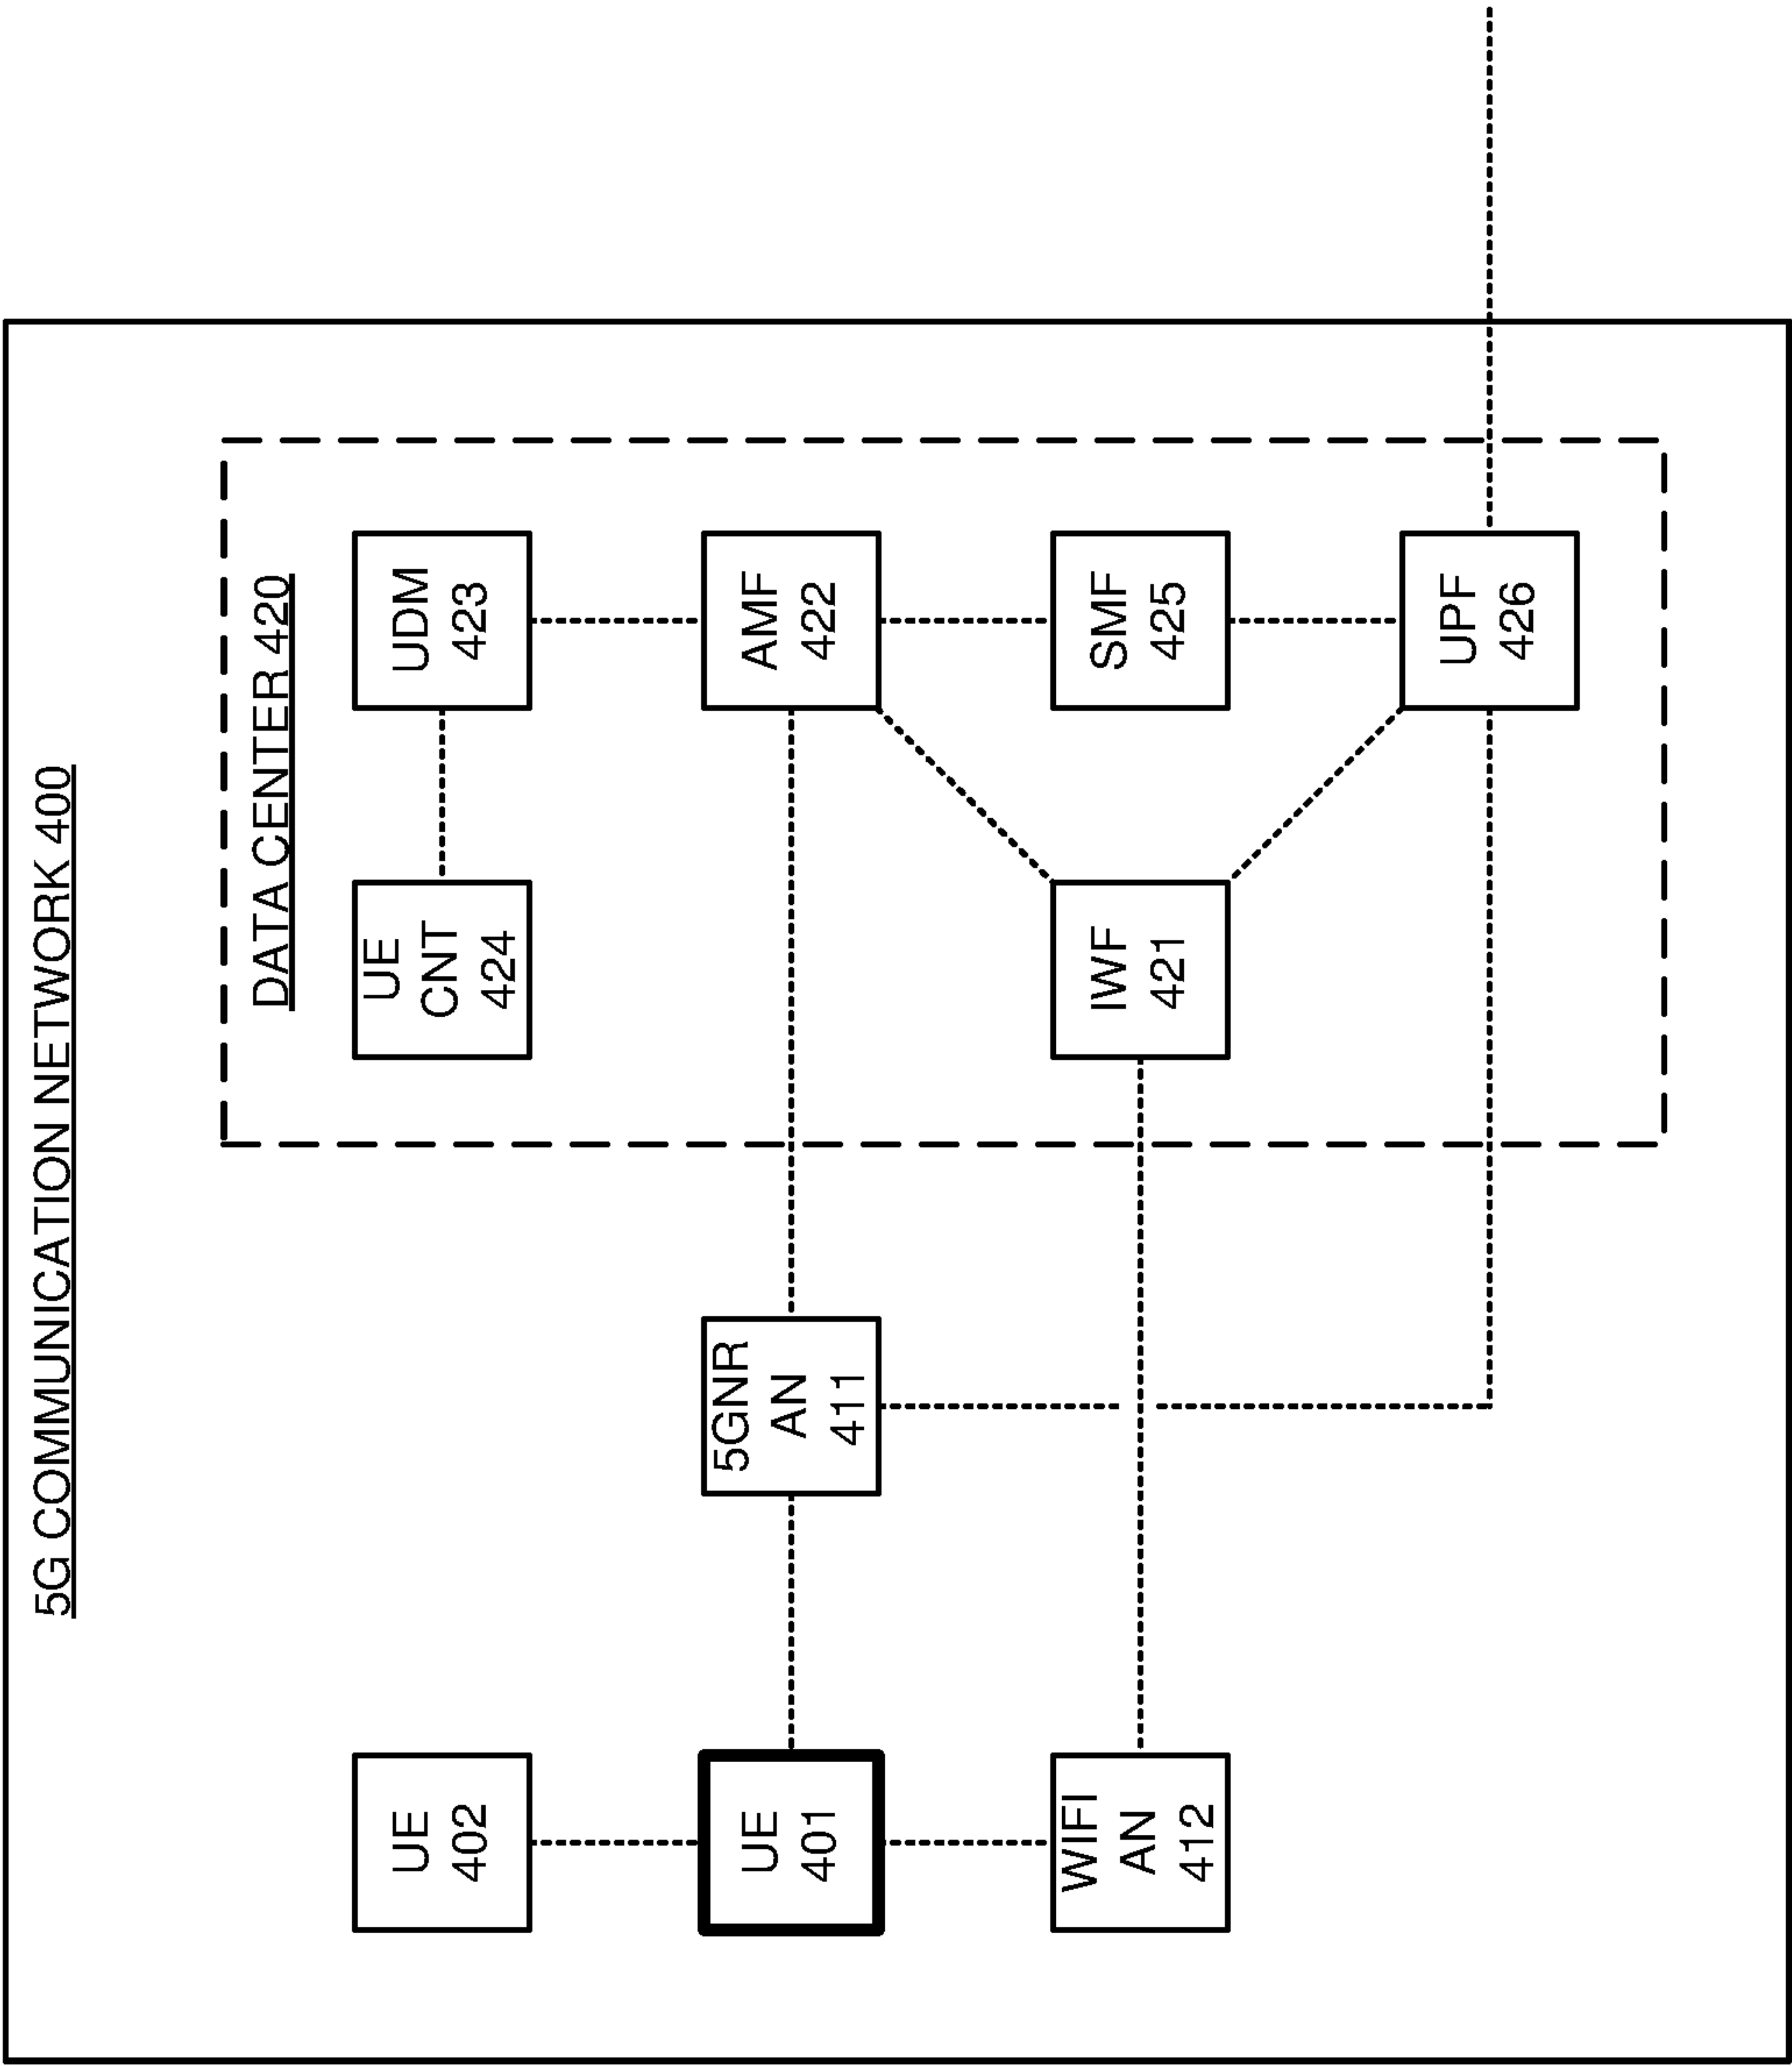 5G COMMUNICATION NETWORK 400
DATA CENTER 420
UE
402
UE
CNT
424
UDM
423
UE
401
5GNR
AN
411
AMF
422
WIFI
AN
412
IWF
421
SMF
425
UPF
426